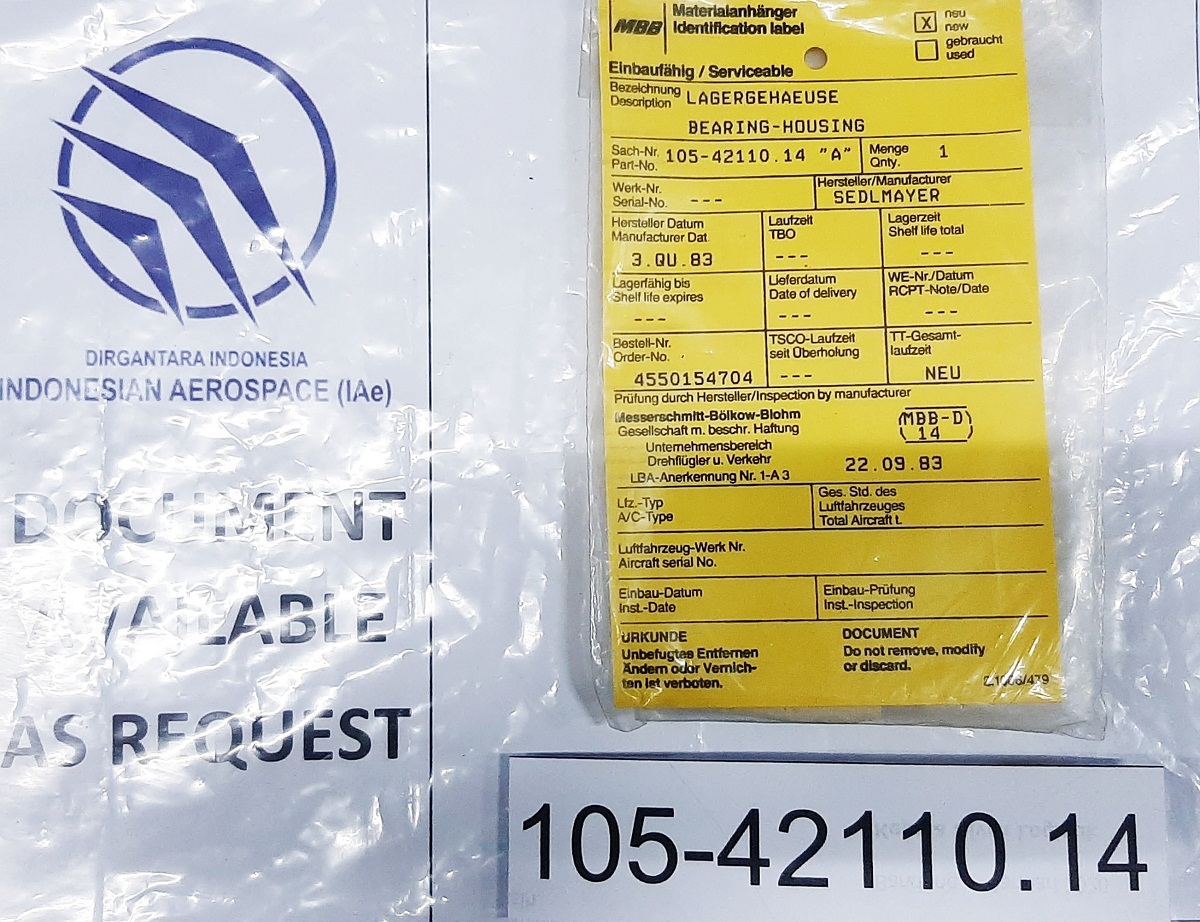 DIRGANTARA INDONESIA
INDONESIAN AEROSPACE (IAe)
DOCUMENT
AVAILABLE
AS REQUEST
MBB
Materialanhänger
Identification label
X neu
new
gebraucht
used
Einbaufähig / Serviceable
Bezeichnung
Description
LAGERGEHAEUSE
BEARING-HOUSING
Sach-Nr.
Part-No.
105-42110.14 "A"
Menge
Qnty.
1
Werk-Nr.
Serial-No.
---
Hersteller/Manufacturer
SEDLMAYER
Hersteller Datum
Manufacturer Dat.
3.QU.83
Laufzeit
TBO
---
Lagerzeit
Shelf life total
---
Lagerfähig bis
Shelf life expires
---
Lieferdatum
Date of delivery
---
WE-Nr./Datum
RCPT-Note/Date
---
Bestell-Nr.
Order-No.
4550154704
TSCO-Laufzeit
seit Überholung
---
TT-Gesamt-
laufzeit
NEU
Prüfung durch Hersteller/Inspection by manufacturer
Messerschmitt-Bölkow-Blohm
Gesellschaft m. beschr. Haftung
Unternehmensbereich
Drehflügler u. Verkehr
LBA-Anerkennung Nr. 1-A 3
MBB-D
14
22.09.83
Lfz.-Typ
A/C-Type
Ges. Std. des
Luftfahrzeuges
Total Aircraft t.
Luftfahrzeug-Werk Nr.
Aircraft serial No.
Einbau-Datum
Inst.-Date
Einbau-Prüfung
Inst.-Inspection
URKUNDE
Unbefugtes Entfernen
Ändern oder Vernich-
ten ist verboten.
DOCUMENT
Do not remove, modify
or discard.
105-42110.14